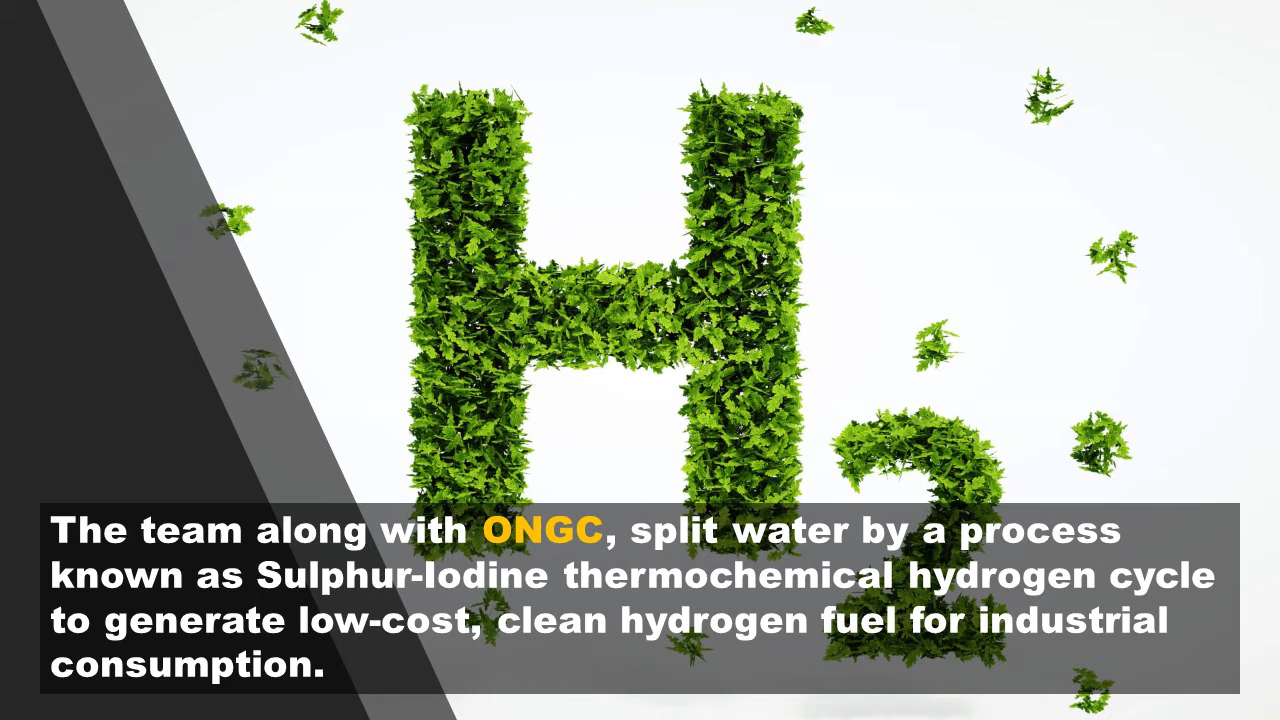 H2
The team along with ONGC, split water by a process
known as Sulphur-Iodine thermochemical hydrogen cycle
to generate low-cost, clean hydrogen fuel for industrial
consumption.